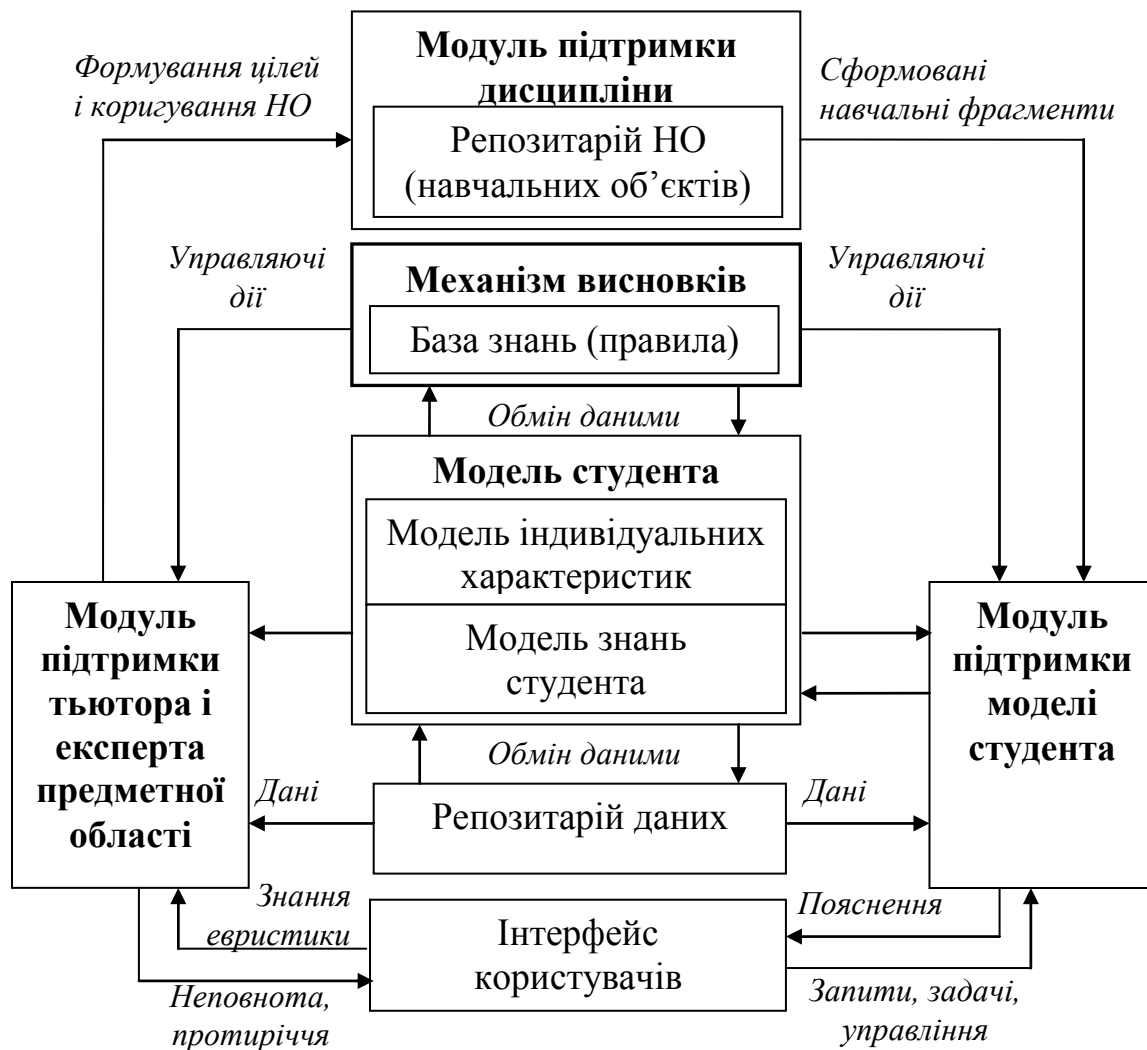 Формування цілей
і коригування НО
Модуль підтримки
дисципліни
Репозитарій НО
(навчальних об’єктів)
Сформовані
навчальні фрагменти
Управляючі
дії
Механізм висновків
База знань (правила)
Управляючі
дії
Обмін даними
Модель студента
Модель індивідуальних
характеристик
Модель знань
студента
Модуль
підтримки
тьютора і
експерта
предметної
області
Модуль
підтримки
моделі
студента
Обмін даними
Дані
Репозитарій даних
Дані
Знання
евристики
Інтерфейс
користувачів
Пояснення
Неповнота,
протиріччя
Запити, задачі,
управління